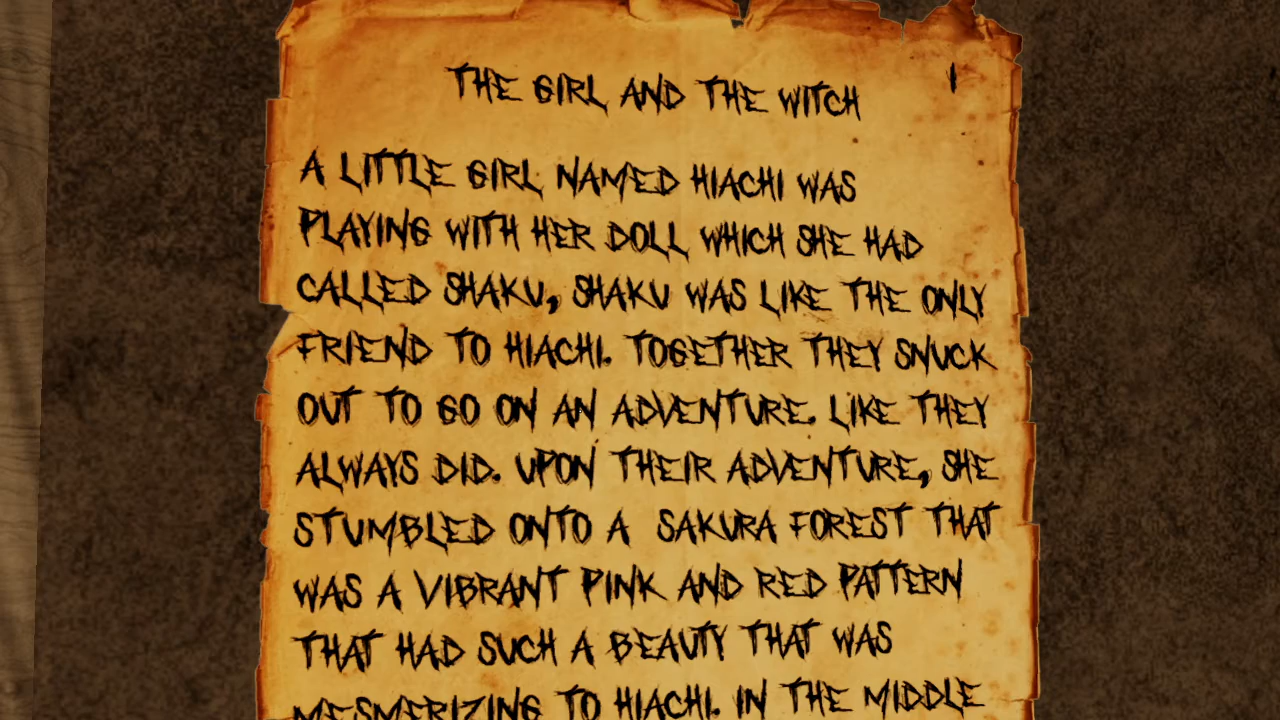 THE GIRL AND THE WITCH
1
A LITTLE GIRL NAMED HIACHI WAS
PLAYING WITH HER DOLL WHICH SHE HAD
CALLED SHAKU, SHAKU WAS LIKE THE ONLY
FRIEND TO HIACHI. TOGETHER THEY SNUCK
OUT TO GO ON AN ADVENTURE. LIKE THEY
ALWAYS DID. UPON THEIR ADVENTURE, SHE
STUMBLED ONTO A SAKURA FOREST THAT
WAS A VIBRANT PINK AND RED PATTERN
THAT HAD SUCH A BEAUTY THAT WAS
MESMERIZING TO HIACHI. IN THE MIDDLE